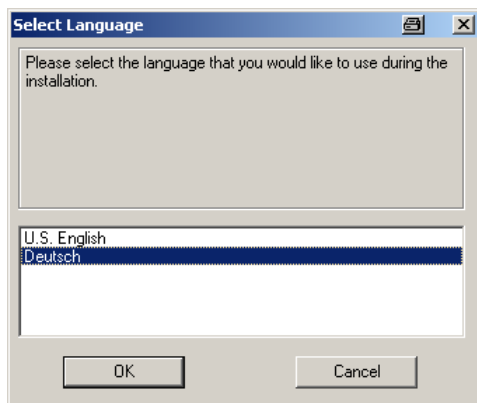 Select Language
Please select the language that you would like to use during the
installation.
U.S. English
Deutsch
OK
Cancel